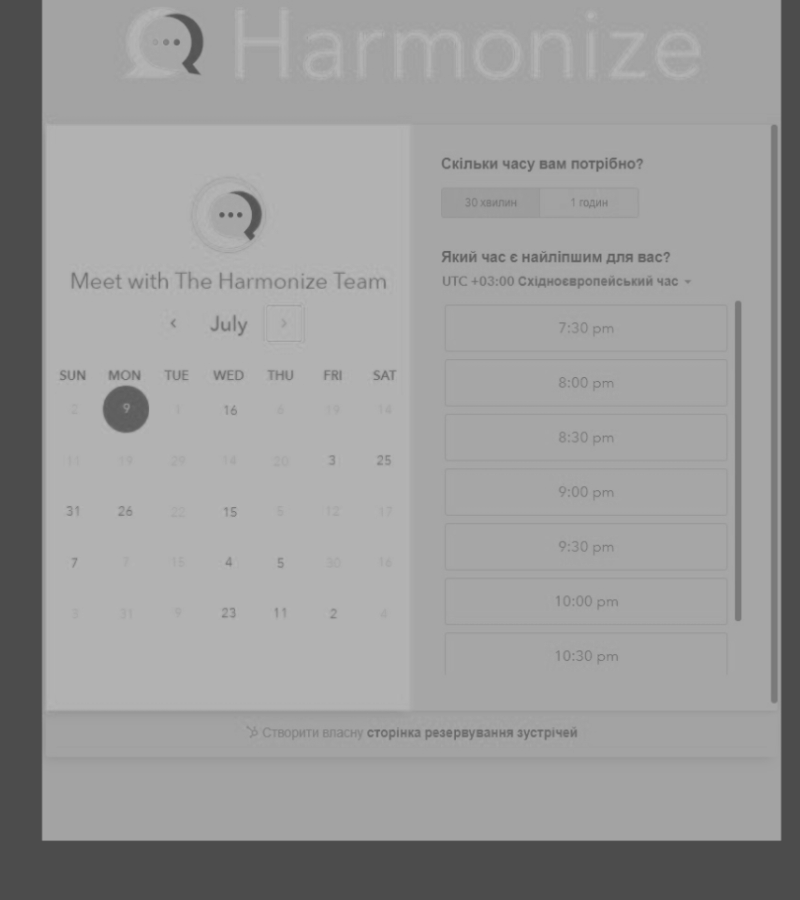 Harmonize
Meet with The Harmonize Team
July
SUN MON TUE WED THU FRI SAT
2 9 1 16 14
11 19 29 14 20 3 25
31 26 22 15 12 17
7 7 15 4 5 30 16
3 31 9 23 11 2 4
Скільки часу вам потрібно?
30 хвилин 1 годин
Який час є найліпшим для вас?
UTC +03:00 Східноєвропейський час
7:30 pm
8:00 pm
8:30 pm
9:00 pm
9:30 pm
10:00 pm
10:30 pm
Створити власну сторінка резервування зустрічей